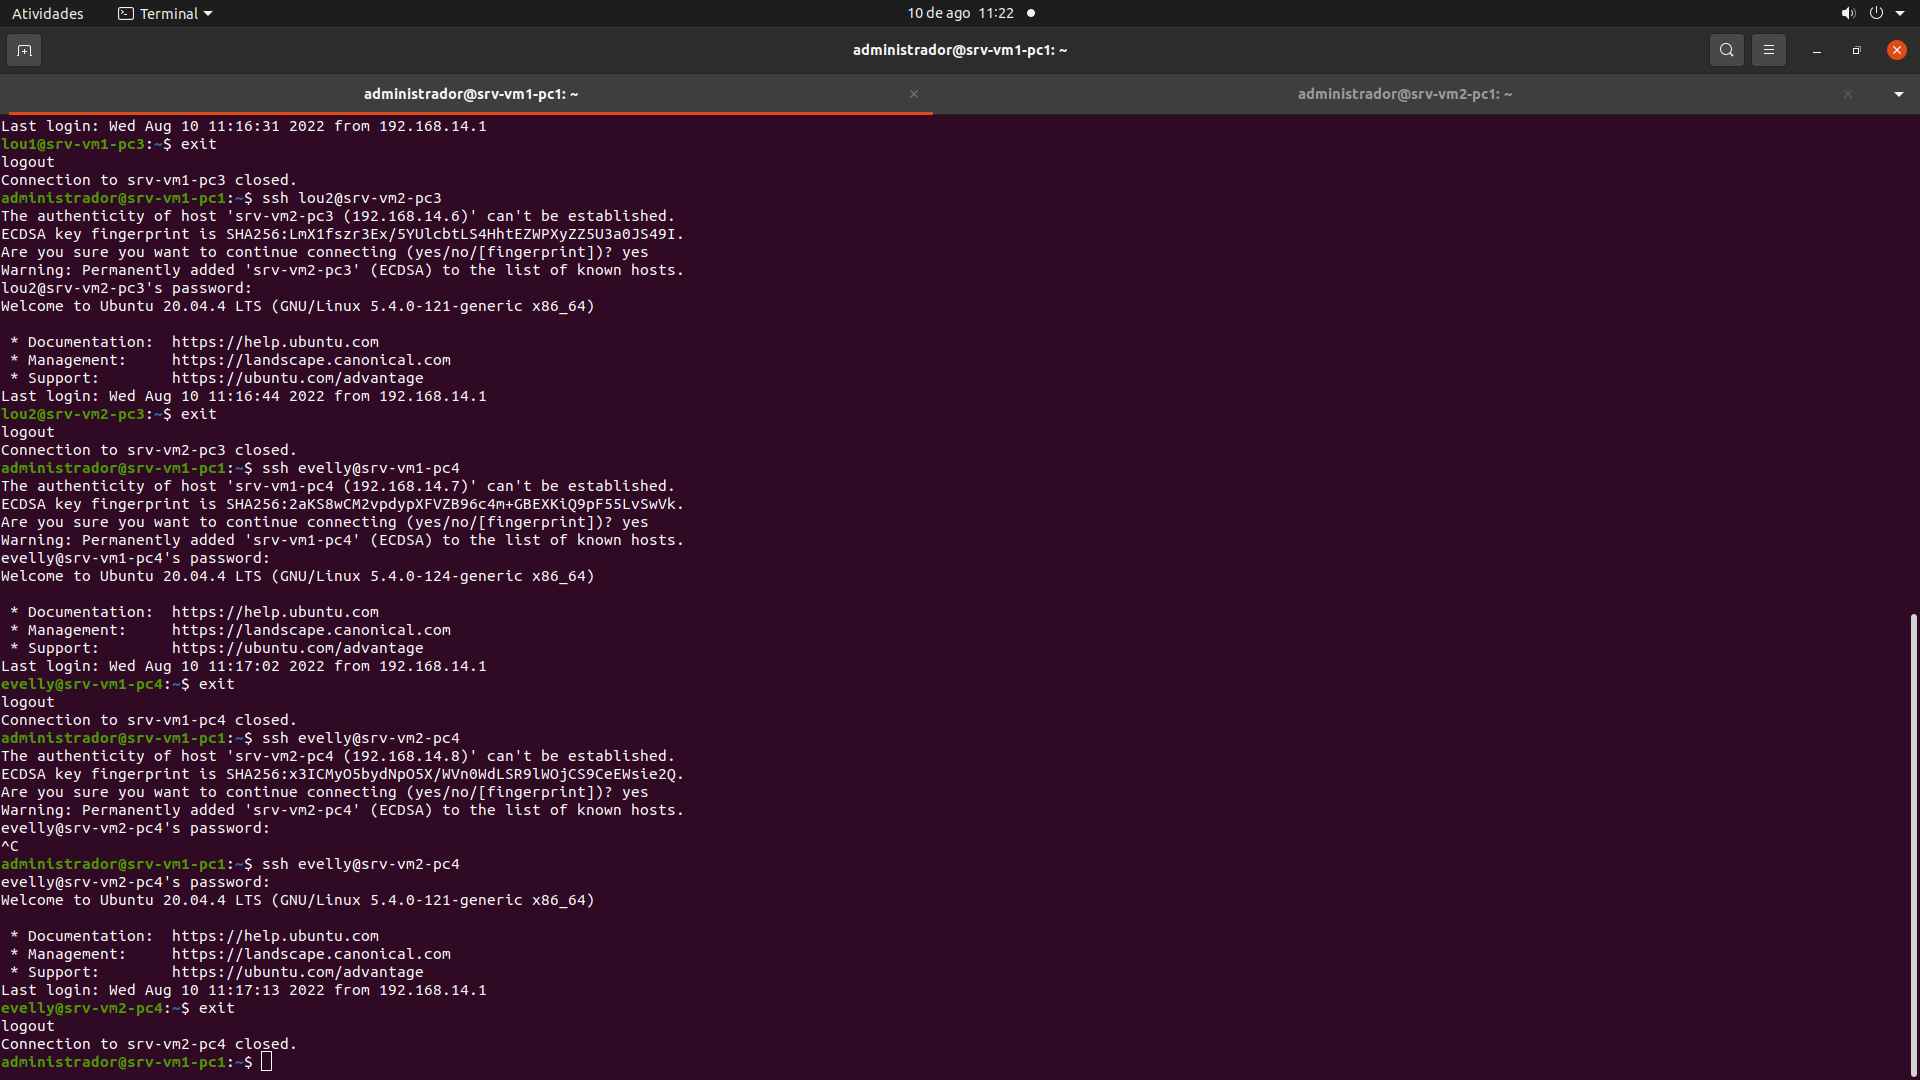 Atividades
Terminal
10 de ago 11:22
administrador@srv-vm1-pc1: ~
administrador@srv-vm1-pc1: ~
administrador@srv-vm2-pc1: ~
Last login: Wed Aug 10 11:16:31 2022 from 192.168.14.1
lou1@srv-vm1-pc3:~$ exit
logout
Connection to srv-vm1-pc3 closed.
administrador@srv-vm1-pc1:~$ ssh lou2@srv-vm2-pc3
The authenticity of host 'srv-vm2-pc3 (192.168.14.6)' can't be established.
ECDSA key fingerprint is SHA256:LmX1fszr3Ex/5YUlcbtLS4HhtEZWPXyZZ5U3a0JS49I.
Are you sure you want to continue connecting (yes/no/[fingerprint])? yes
Warning: Permanently added 'srv-vm2-pc3' (ECDSA) to the list of known hosts.
lou2@srv-vm2-pc3's password:
Welcome to Ubuntu 20.04.4 LTS (GNU/Linux 5.4.0-121-generic x86_64)
* Documentation:  https://help.ubuntu.com
* Management:     https://landscape.canonical.com
* Support:        https://ubuntu.com/advantage
Last login: Wed Aug 10 11:16:44 2022 from 192.168.14.1
lou2@srv-vm2-pc3:~$ exit
logout
Connection to srv-vm2-pc3 closed.
administrador@srv-vm1-pc1:~$ ssh evelly@srv-vm1-pc4
The authenticity of host 'srv-vm1-pc4 (192.168.14.7)' can't be established.
ECDSA key fingerprint is SHA256:2aKS8wCM2vpdypXFVZB96c4m+GBEXKiQ9pF55LvSwVk.
Are you sure you want to continue connecting (yes/no/[fingerprint])? yes
Warning: Permanently added 'srv-vm1-pc4' (ECDSA) to the list of known hosts.
evelly@srv-vm1-pc4's password:
Welcome to Ubuntu 20.04.4 LTS (GNU/Linux 5.4.0-124-generic x86_64)
* Documentation:  https://help.ubuntu.com
* Management:     https://landscape.canonical.com
* Support:        https://ubuntu.com/advantage
Last login: Wed Aug 10 11:17:02 2022 from 192.168.14.1
evelly@srv-vm1-pc4:~$ exit
logout
Connection to srv-vm1-pc4 closed.
administrador@srv-vm1-pc1:~$ ssh evelly@srv-vm2-pc4
The authenticity of host 'srv-vm2-pc4 (192.168.14.8)' can't be established.
ECDSA key fingerprint is SHA256:x3ICMyO5bydNpO5X/WVn0WdLSR9lWOjCS9CeEWsie2Q.
Are you sure you want to continue connecting (yes/no/[fingerprint])? yes
Warning: Permanently added 'srv-vm2-pc4' (ECDSA) to the list of known hosts.
evelly@srv-vm2-pc4's password:
^C
administrador@srv-vm1-pc1:~$ ssh evelly@srv-vm2-pc4
evelly@srv-vm2-pc4's password:
Welcome to Ubuntu 20.04.4 LTS (GNU/Linux 5.4.0-121-generic x86_64)
* Documentation:  https://help.ubuntu.com
* Management:     https://landscape.canonical.com
* Support:        https://ubuntu.com/advantage
Last login: Wed Aug 10 11:17:13 2022 from 192.168.14.1
evelly@srv-vm2-pc4:~$ exit
logout
Connection to srv-vm2-pc4 closed.
administrador@srv-vm1-pc1:~$